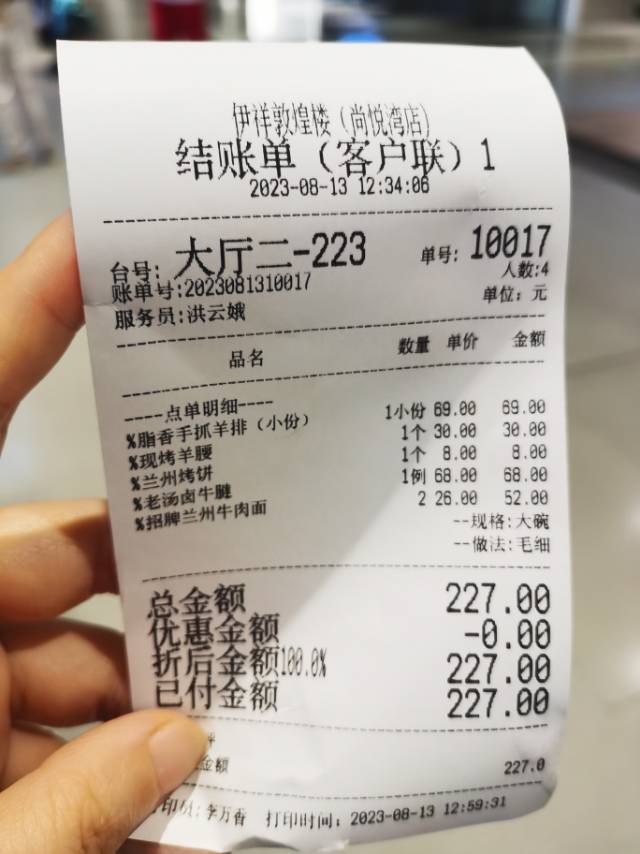 伊祥敦煌楼（尚悦湾店）
结账单（客户联）1
2023-08-13 12:34:06
台号: 大厅二-223 单号: 10017
账单号:2023081310017 人数:4
服务员:洪云娥 单位: 元
品名 数量 单价 金额
----点单明细----
%脂香手抓羊排（小份） 1小份 69.00 69.00
%现烤羊腰 1个 30.00 30.00
%兰州烤饼 1个 8.00 8.00
%老汤卤牛腱 1例 68.00 68.00
%招牌兰州牛肉面 2 26.00 52.00
--规格:大碗
--做法:毛细
总金额 227.00
优惠金额 -0.00
折后金额100.0% 227.00
已付金额 227.00
金额 227.0
印员:李万香 打印时间: 2023-08-13 12:59:31